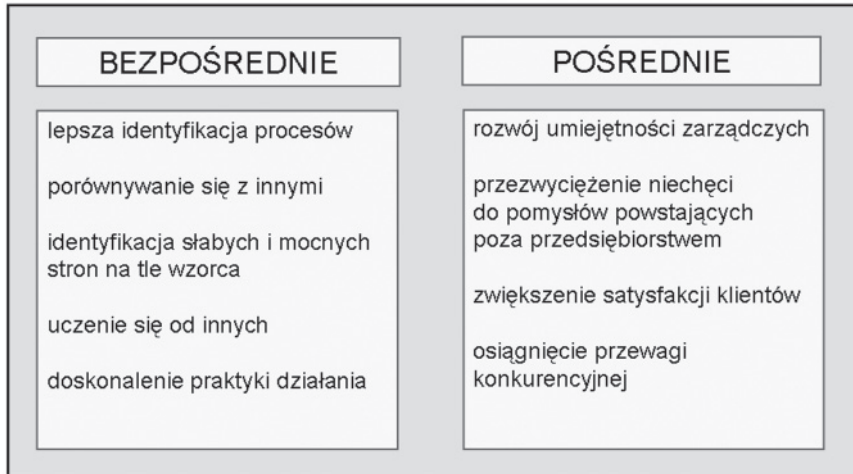 BEZPOŚREDNIE
lepsza identyfikacja procesów
porównywanie się z innymi
identyfikacja słabych i mocnych
stron na tle wzorca
uczenie się od innych
doskonalenie praktyki działania
POŚREDNIE
rozwój umiejętności zarządczych
przezwyciężenie niechęci
do pomysłów powstających
poza przedsiębiorstwem
zwiększenie satysfakcji klientów
osiągnięcie przewagi
konkurencyjnej